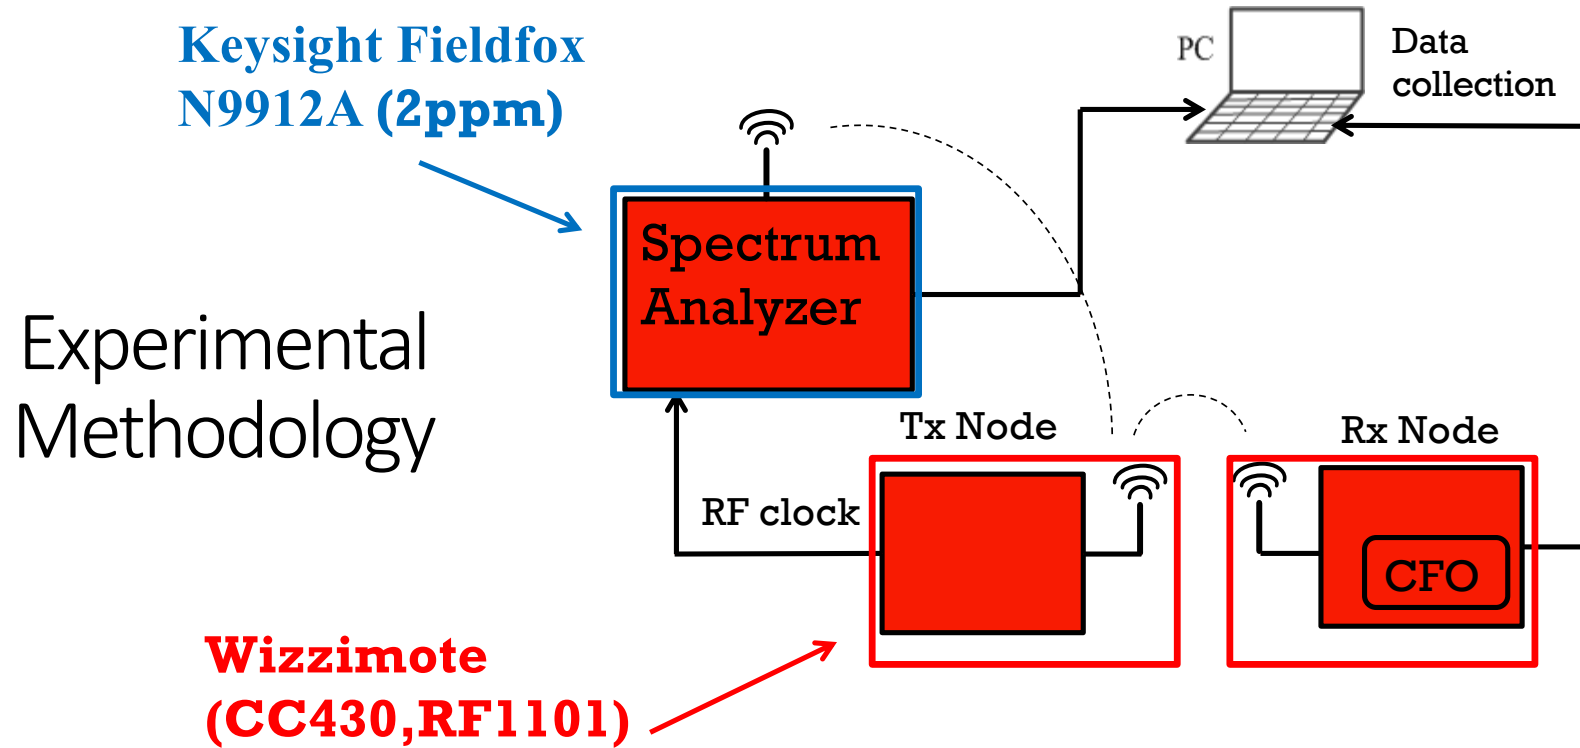 Keysight Fieldfox
N9912A (2ppm)
PC
Data
collection
Spectrum
Analyzer
Experimental
Methodology
Tx Node
Rx Node
RF clock
CFO
Wizzimote
(CC430,RF1101)